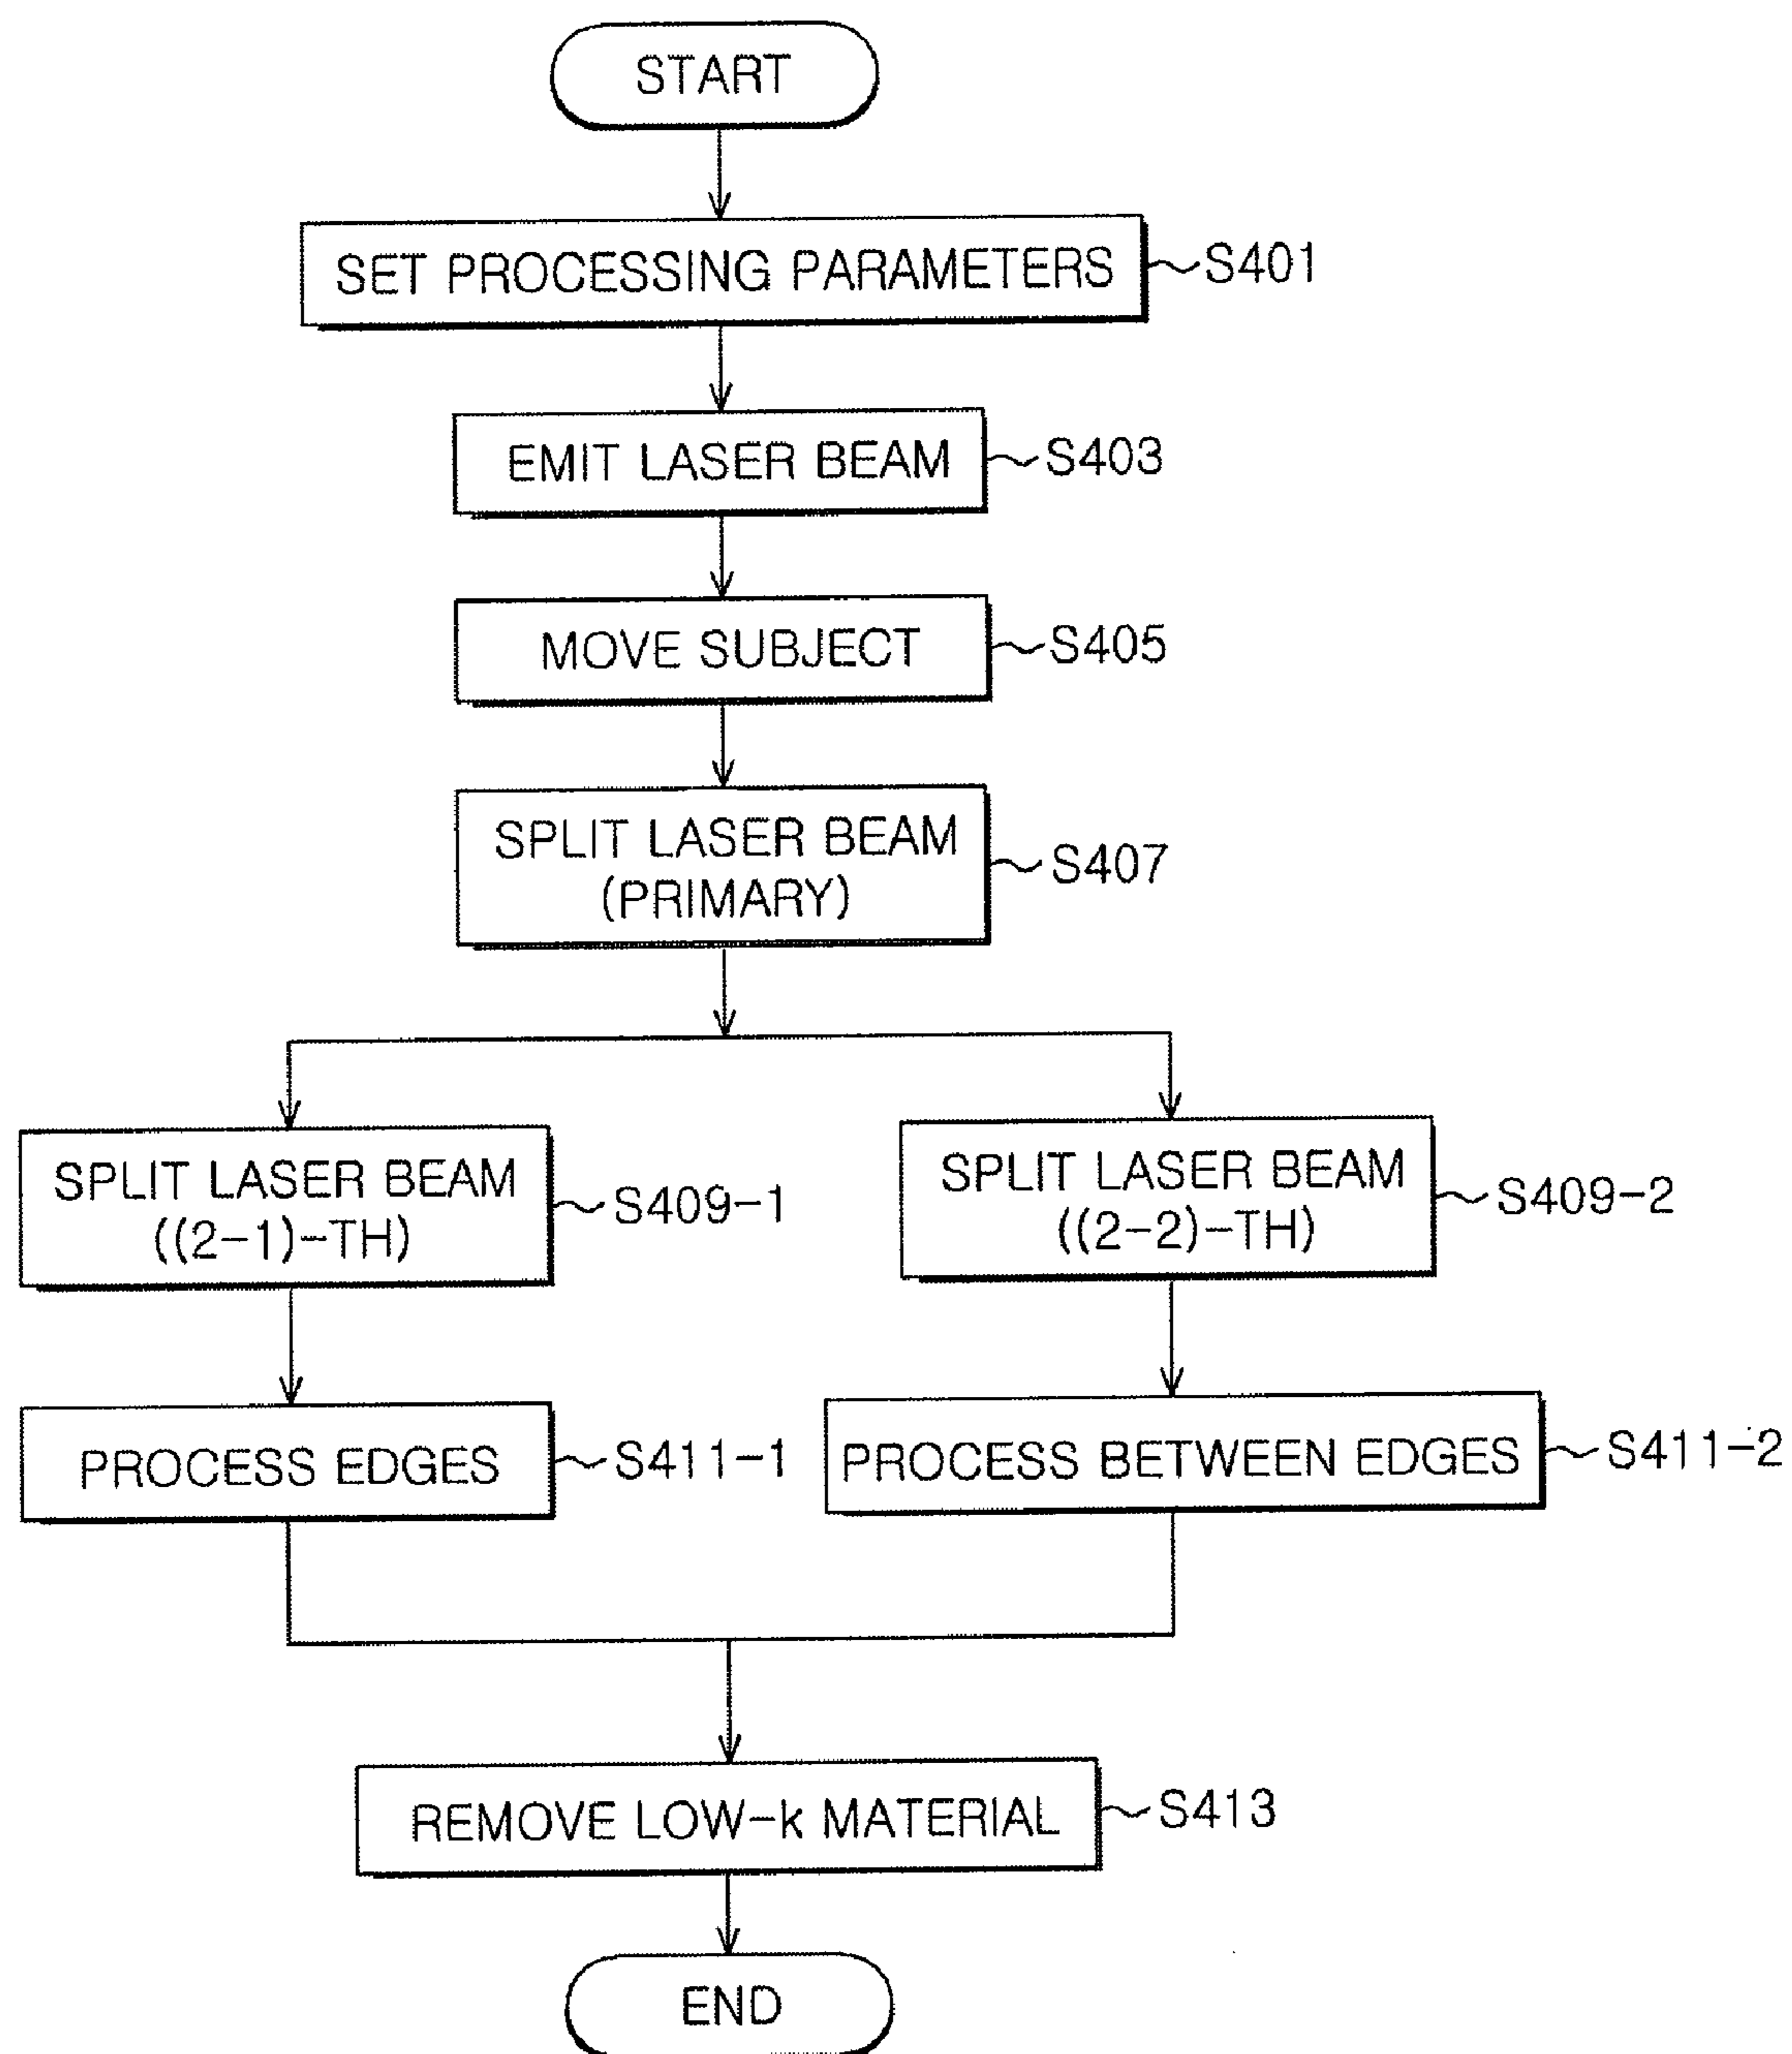 START
SET PROCESSING PARAMETERS
S401
EMIT LASER BEAM
S403
MOVE SUBJECT
S405
SPLIT LASER BEAM
(PRIMARY)
S407
SPLIT LASER BEAM
((2-1)-TH)
S409-1
SPLIT LASER BEAM
((2-2)-TH)
S409-2
PROCESS EDGES
S411-1
PROCESS BETWEEN EDGES
S411-2
REMOVE LOW-k MATERIAL
S413
END